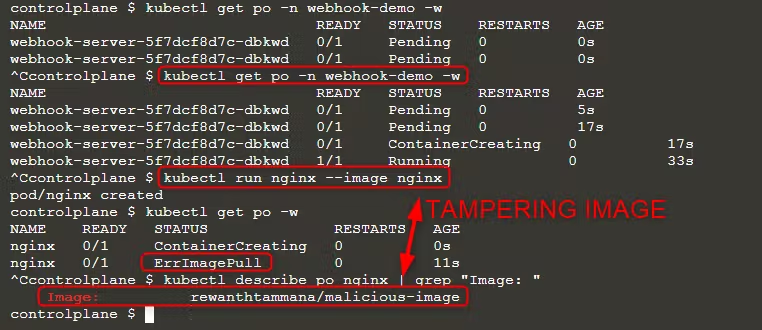 controlplane $ kubectl get po -n webhook-demo -w
NAME READY STATUS RESTARTS AGE
webhook-server-5f7dcf8d7c-dbkwd 0/1 Pending 0 0s
webhook-server-5f7dcf8d7c-dbkwd 0/1 Pending 0 0s
^Ccontrolplane $ kubectl get po -n webhook-demo -w
NAME READY STATUS RESTARTS AGE
webhook-server-5f7dcf8d7c-dbkwd 0/1 Pending 0 5s
webhook-server-5f7dcf8d7c-dbkwd 0/1 Pending 0 17s
webhook-server-5f7dcf8d7c-dbkwd 0/1 ContainerCreating 0 17s
webhook-server-5f7dcf8d7c-dbkwd 1/1 Running 0 33s
^Ccontrolplane $ kubectl run nginx --image nginx
pod/nginx created
TAMPERING IMAGE
controlplane $ kubectl get po -w
NAME READY STATUS RESTARTS AGE
nginx 0/1 ContainerCreating 0 0s
nginx 0/1 ErrImagePull 0 11s
^Ccontrolplane $ kubectl describe po nginx | grep "Image: "
Image: rewanthtammana/malicious-image
controlplane $